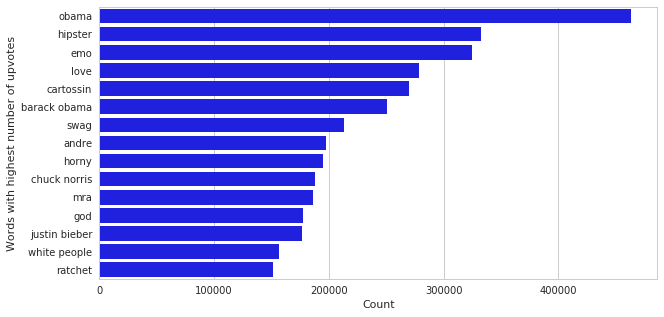 Words with highest number of upvotes
obama
hipster
emo
love
cartossin
barack obama
swag
andre
horny
chuck norris
mra
god
justin bieber
white people
ratchet
0 100000 200000 300000 400000
Count